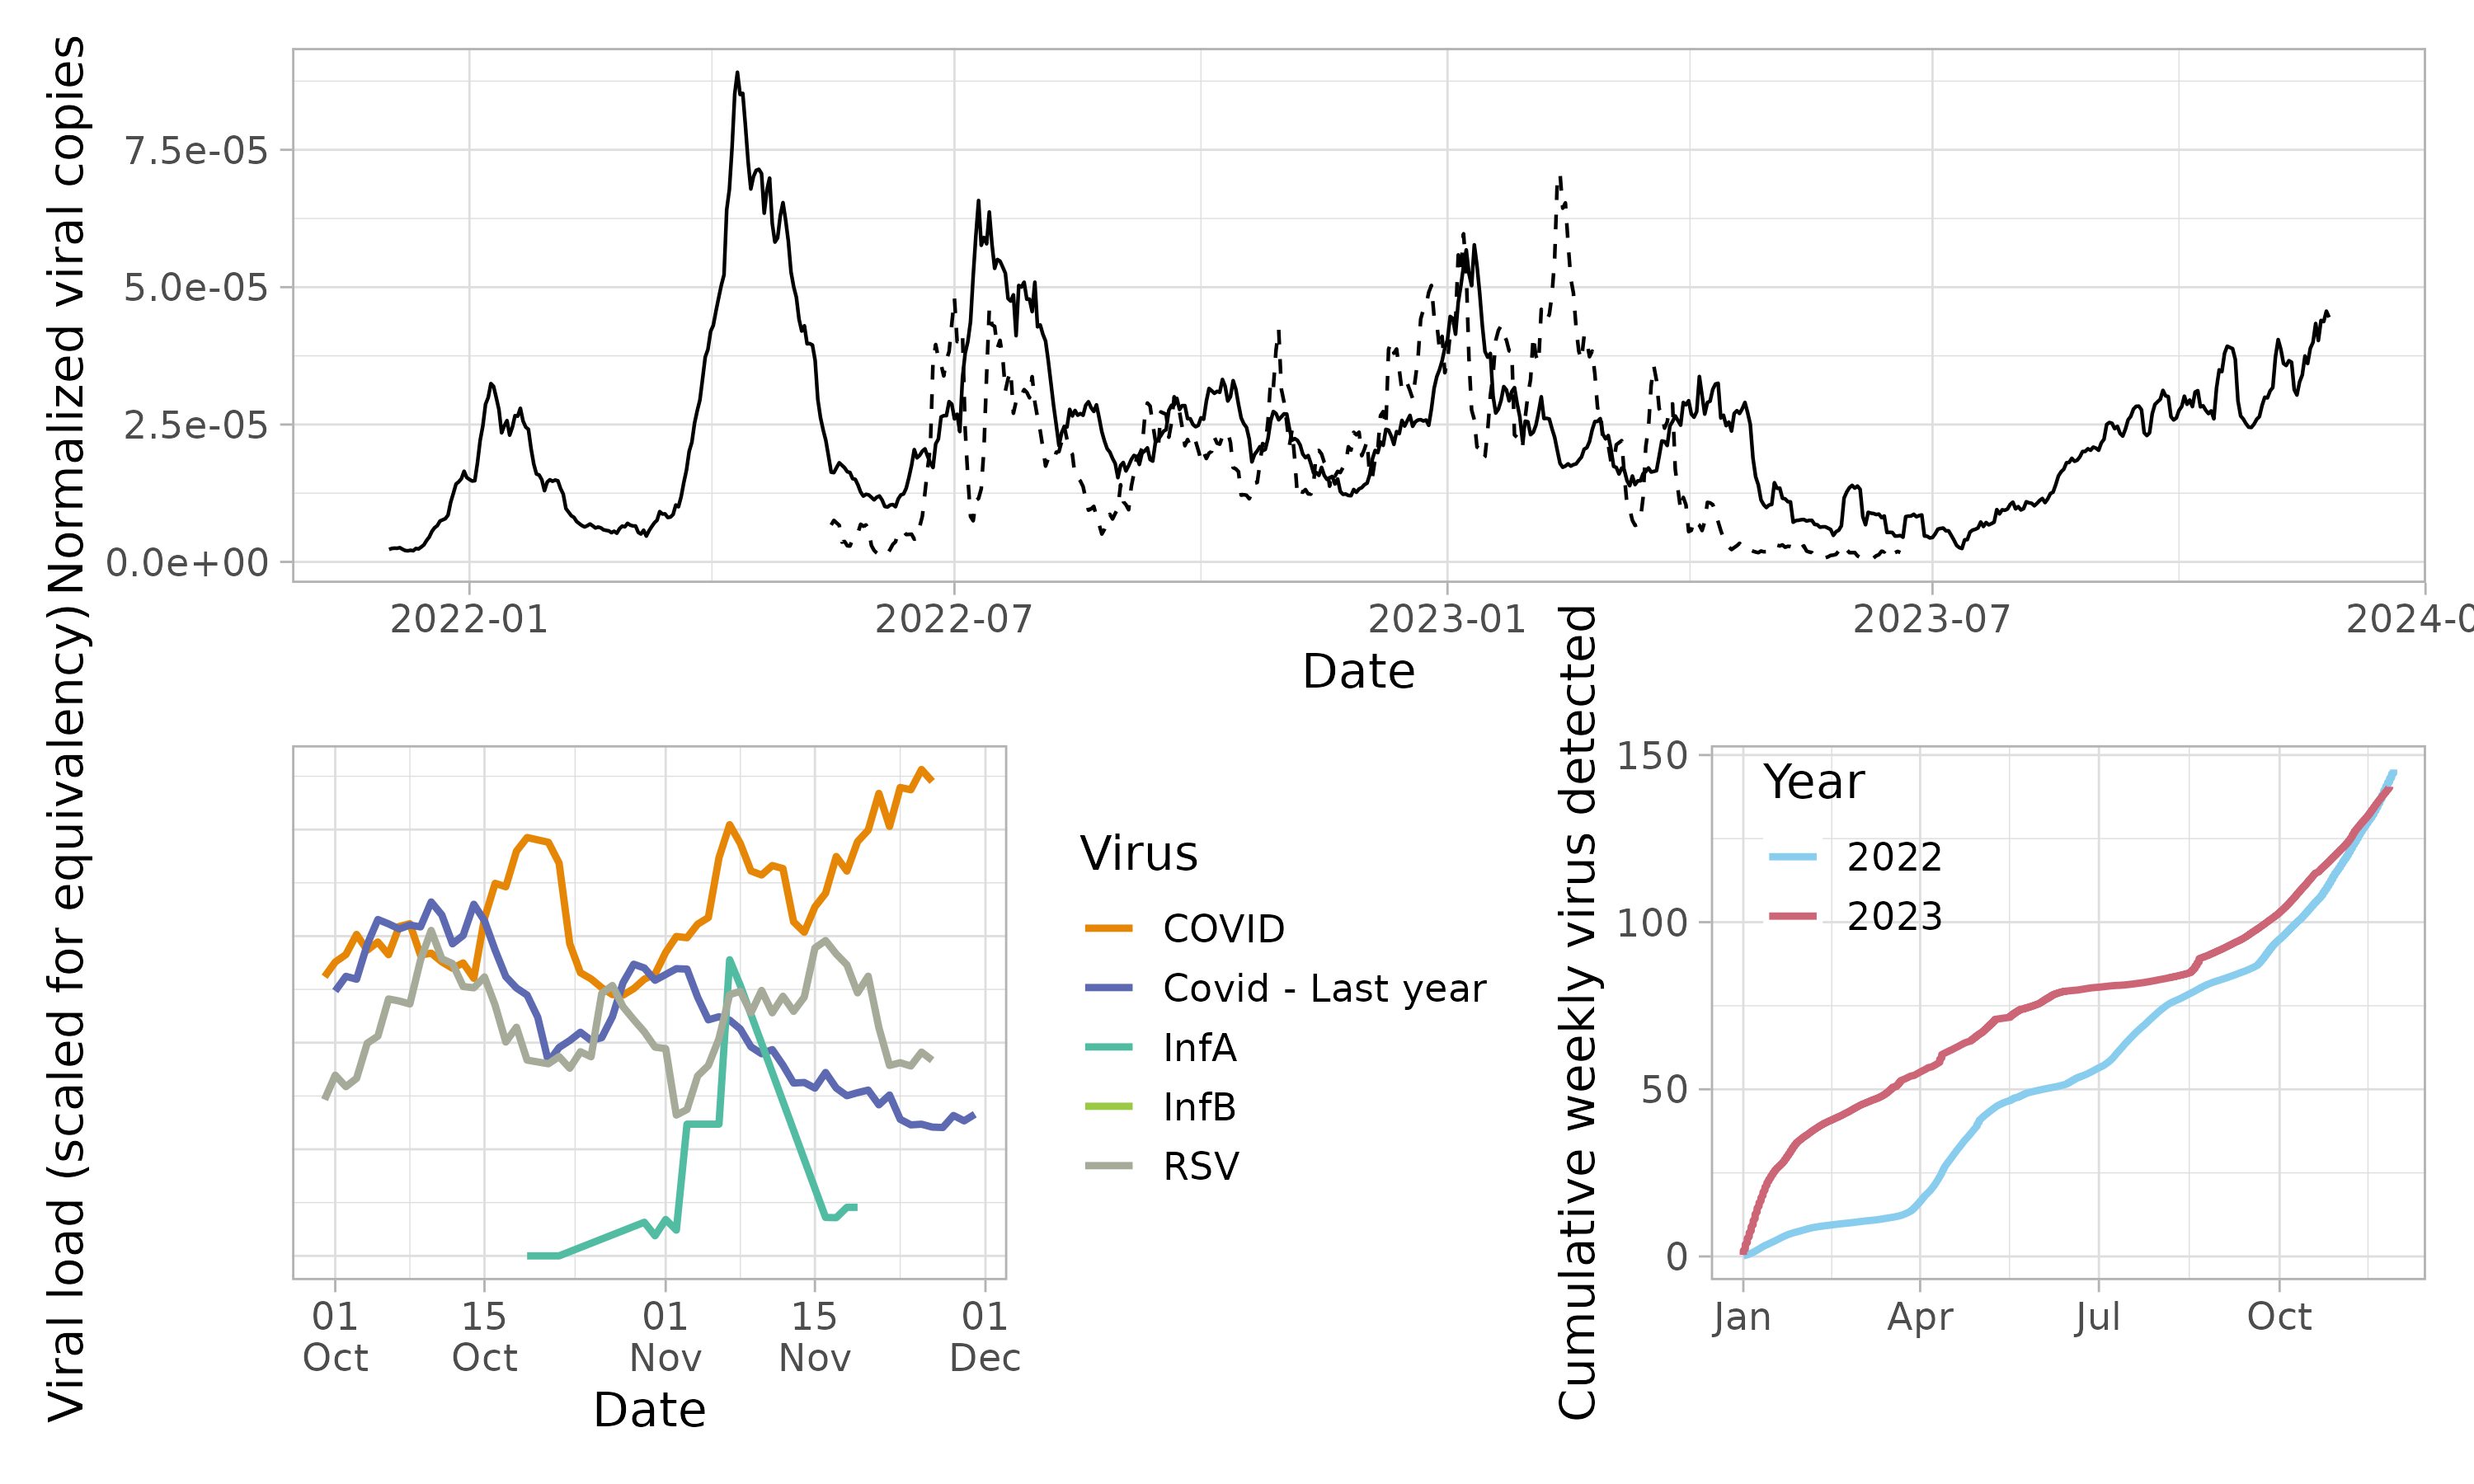 Normalized viral copies
7.5e-05
5.0e-05
2.5e-05
0.0e+00
2022-01
2022-07
2023-01
2023-07
2024-0
Date
Viral load (scaled for equivalency)
01
Oct
15
Oct
01
Nov
15
Nov
01
Dec
Date
Virus
COVID
Covid - Last year
InfA
InfB
RSV
Cumulative weekly virus detected
150
100
50
0
Year
2022
2023
Jan
Apr
Jul
Oct